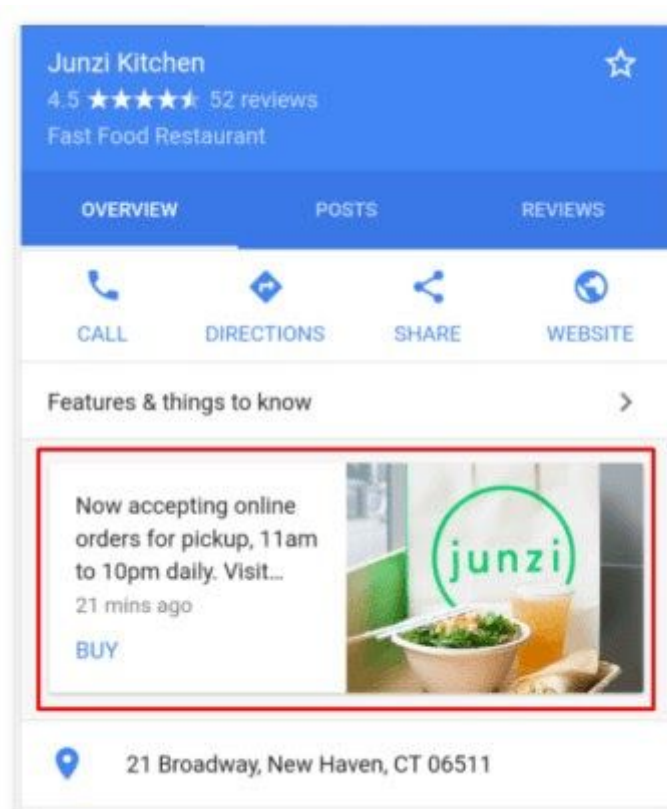 Junzi Kitchen
4.5 ★★★★⯪ 52 reviews
Fast Food Restaurant
OVERVIEW POSTS REVIEWS
CALL DIRECTIONS SHARE WEBSITE
Features & things to know
Now accepting online
orders for pickup, 11am
to 10pm daily. Visit...
21 mins ago
BUY
junzi
21 Broadway, New Haven, CT 06511